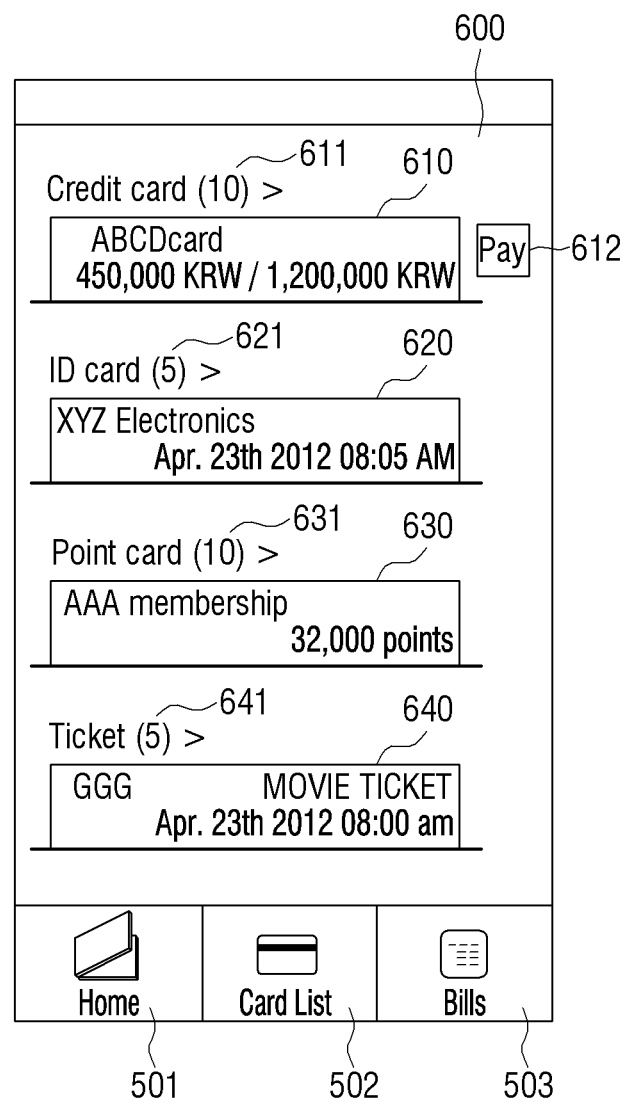 600
611
610
Credit card (10) >
ABCDcard
Pay
612
450,000 KRW / 1,200,000 KRW
621
620
ID card (5) >
XYZ Electronics
Apr. 23th 2012 08:05 AM
631
630
Point card (10) >
AAA membership
32,000 points
641
640
Ticket (5) >
GGG MOVIE TICKET
Apr. 23th 2012 08:00 am
Home Card List Bills
501 502 503